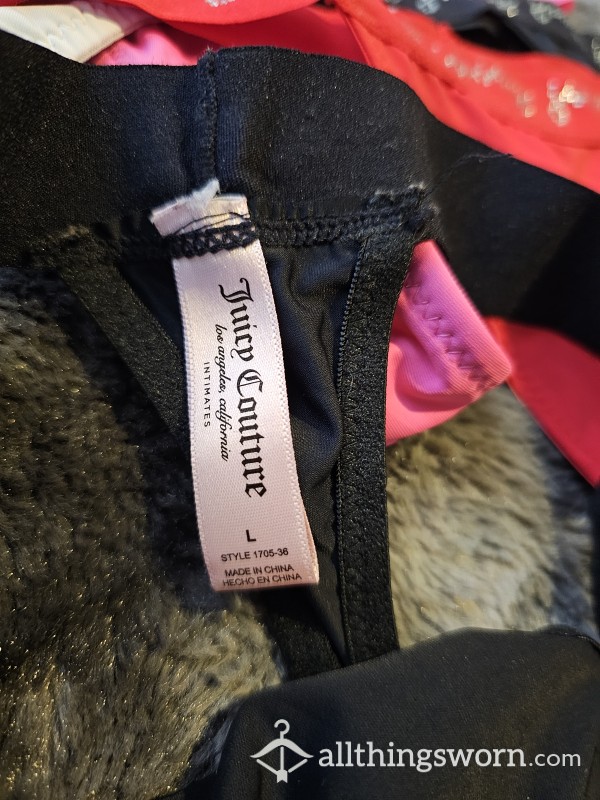 Juicy Couture
los angeles, california
INTIMATES
L
STYLE 1705-36
MADE IN CHINA
HECHO EN CHINA
allthingsworn.com